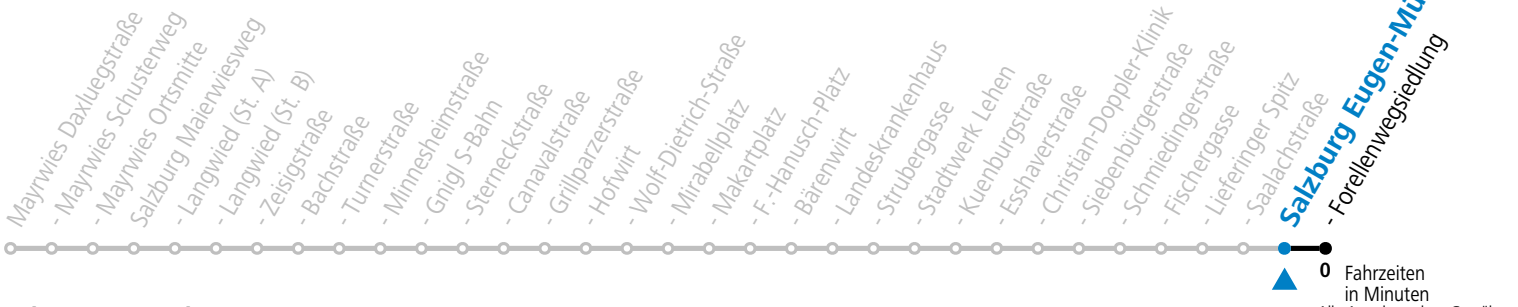 Mayrwies Daxluegstraße
- Mayrwies Schusterweg
- Mayrwies Ortsmitte
Salzburg Maierwiesweg
- Langwied (St. A)
- Langwied (St. B)
- Zeisigstraße
- Bachstraße
- Turnerstraße
- Minnesheimstraße
- Gnigl S-Bahn
- Sterneckstraße
- Canavalstraße
- Grillparzerstraße
- Hofwirt
- Wolf-Dietrich-Straße
- Mirabellplatz
- Makartplatz
- F.-Hanusch-Platz
- Bärenwirt
- Landeskrankenhaus
- Strubergasse
- Stadtwerk Lehen
- Kuenburgstraße
- Esshaverstraße
- Christian-Doppler-Klinik
- Siebenbürgerstraße
- Schmiedingerstraße
- Fischergasse
- Lieferinger Spitz
- Saalachstraße
Salzburg Eugen-Mü
- Forellenwegsiedlung
0 Fahrzeiten
in Minuten